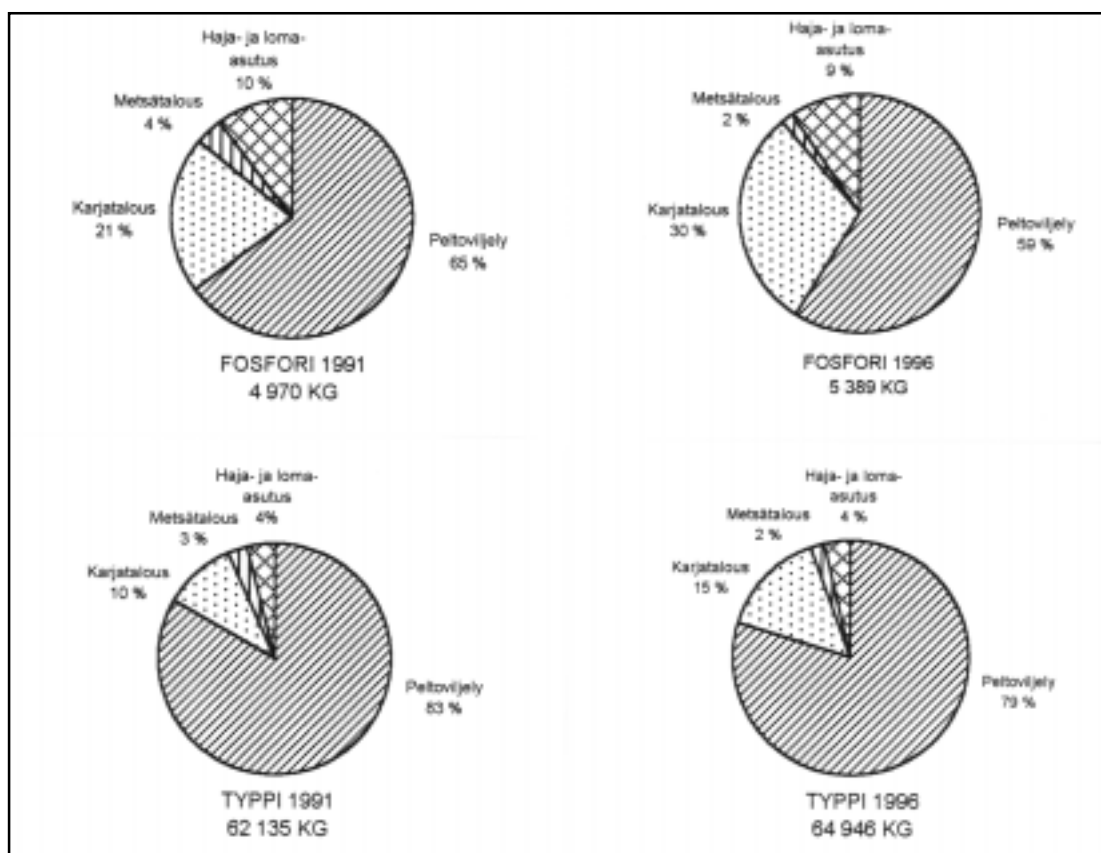 Haja- ja loma-
asutus
10 %
Metsätalous
4 %
Karjatalous
21 %
Peltoviljely
65 %
FOSFORI 1991
4 970 KG
Haja- ja loma-
asutus
9 %
Metsätalous
2 %
Karjatalous
30 %
Peltoviljely
59 %
FOSFORI 1996
5 389 KG
Haja- ja loma-
asutus
4%
Metsätalous
3 %
Karjatalous
10 %
Peltoviljely
83 %
TYPPI 1991
62 135 KG
Haja- ja loma-
asutus
4 %
Metsätalous
2 %
Karjatalous
15 %
Peltoviljely
79 %
TYPPI 1996
64 946 KG